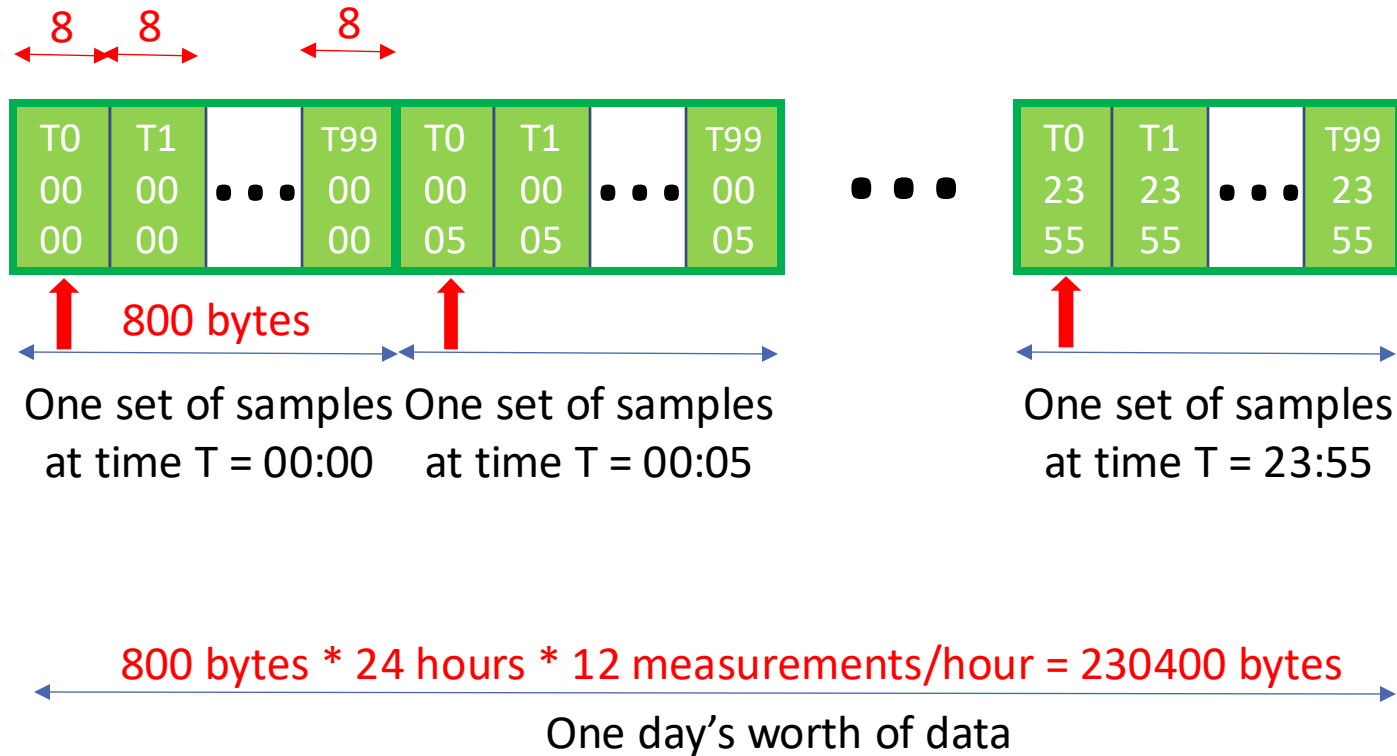 8 8 8
T0 T1 T99 T0 T1 T99 T0 T1 T99
00 00 ... 00 00 00 ... 00 ... 23 23 ... 23
00 00 00 05 05 05 55 55 55
800 bytes
One set of samples One set of samples One set of samples
at time T = 00:00 at time T = 00:05 at time T = 23:55
800 bytes * 24 hours * 12 measurements/hour = 230400 bytes
One day’s worth of data